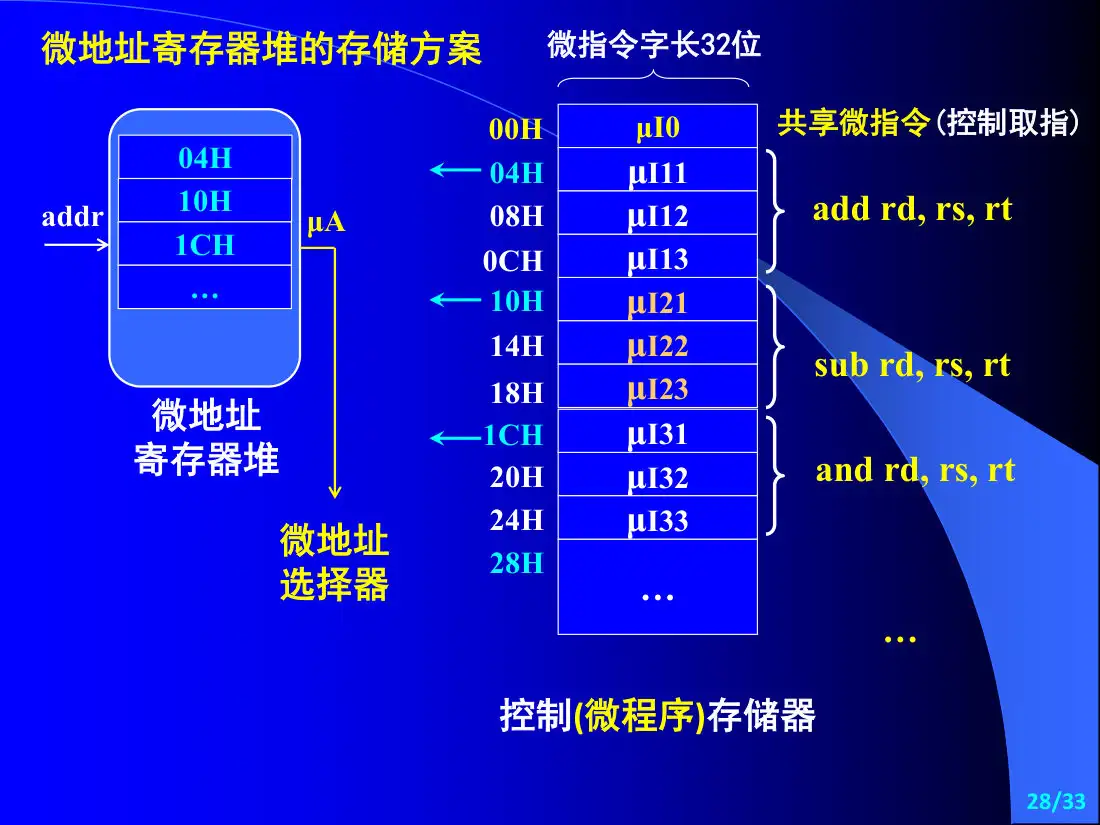 微地址寄存器堆的存储方案
微指令字长32位
addr
04H
10H
1CH
…
μA
微地址
寄存器堆
微地址
选择器
00H μI0 共享微指令(控制取指)
04H μI11
08H μI12 add rd, rs, rt
0CH μI13
10H μI21
14H μI22 sub rd, rs, rt
18H μI23
1CH μI31
20H μI32 and rd, rs, rt
24H μI33
28H
…
…
控制(微程序)存储器
28/33